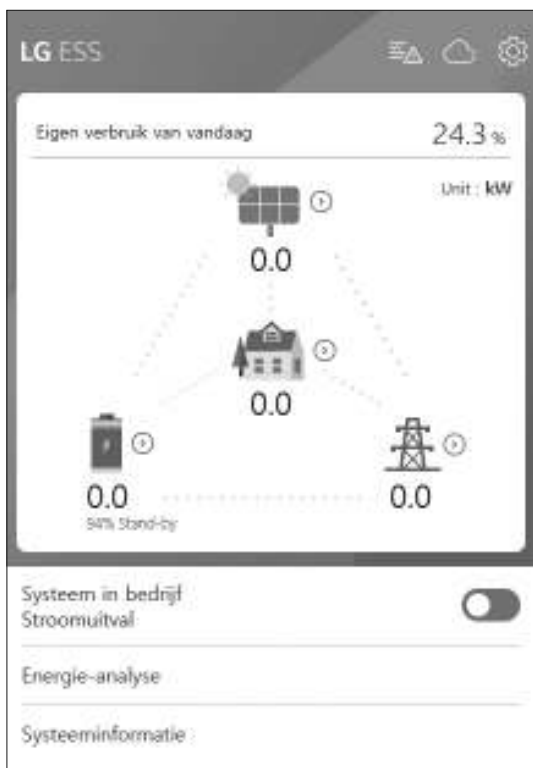 LG ESS
Eigen verbruik van vandaag 24.3 %
Unit : kW
0.0
0.0
0.0 0.0
94% Stand-by
Systeem in bedrijf
Stroomuitval
Energie-analyse
Systeeminformatie